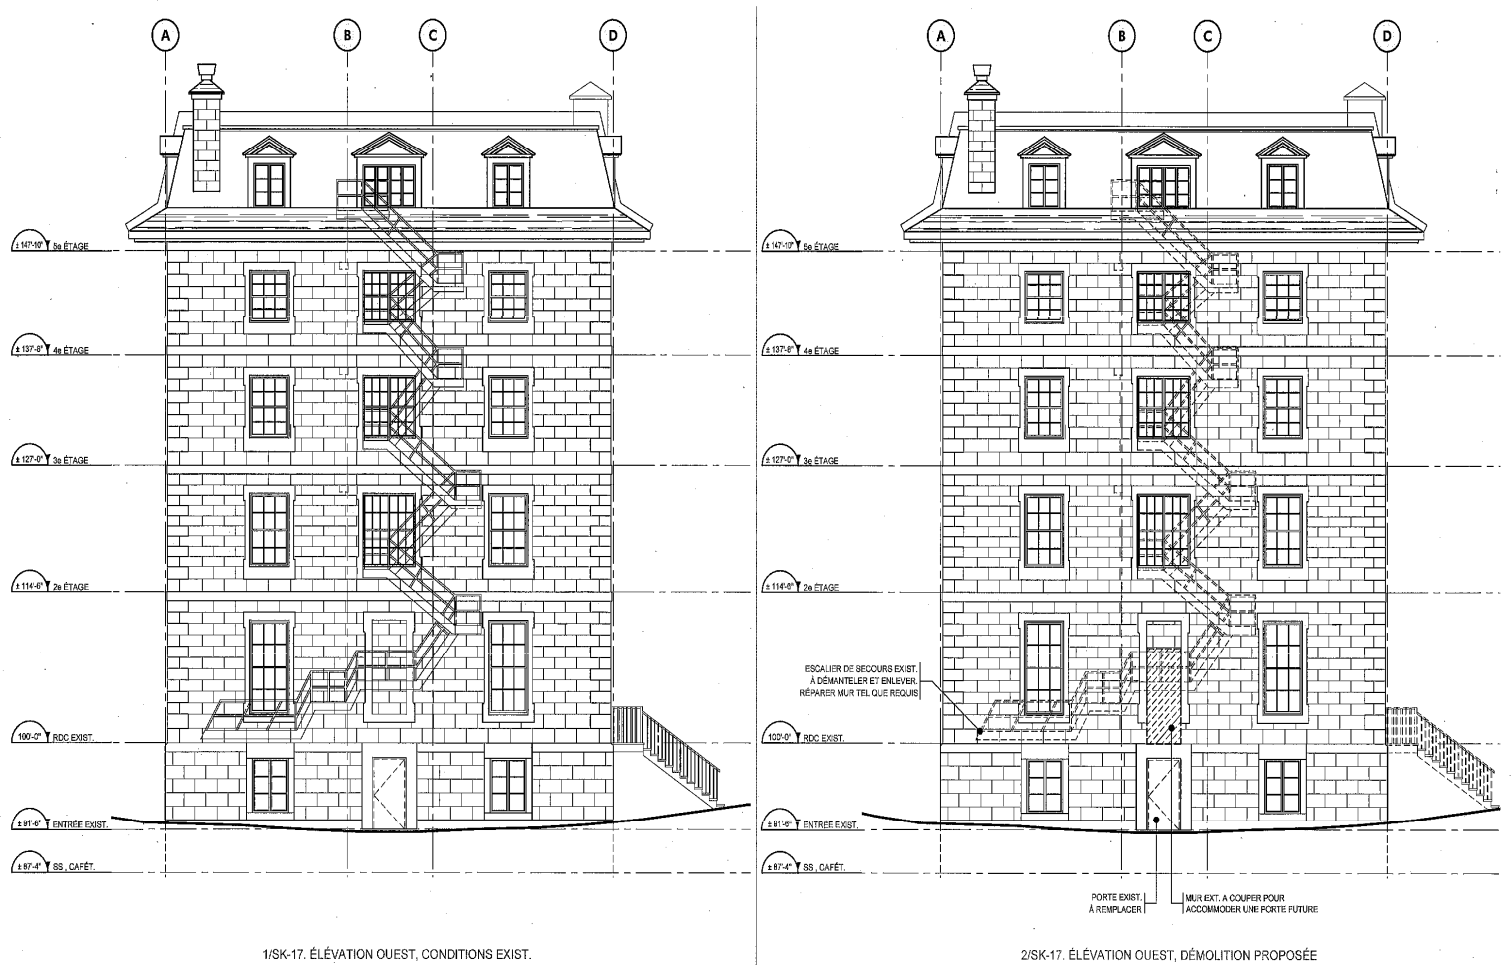 A B C D
A B C D
± 147'-10" 5e ÉTAGE
± 147'-10" 5e ÉTAGE
± 137'-8" 4e ÉTAGE
± 137'-8" 4e ÉTAGE
± 127'-0" 3e ÉTAGE
± 127'-0" 3e ÉTAGE
± 114'-6" 2e ÉTAGE
± 114'-6" 2e ÉTAGE
ESCALIER DE SECOURS EXIST.
À DÉMANTELER ET ENLEVER.
RÉPARER MUR TEL QUE REQUIS
100'-0" RDC EXIST.
100'-0" RDC EXIST.
± 91'-6" ENTRÉE EXIST.
± 91'-6" ENTREE EXIST.
± 87'-4" SS , CAFÉT.
± 87'-4" SS , CAFÉT.
PORTE EXIST.
À REMPLACER
MUR EXT. A COUPER POUR
ACCOMMODER UNE PORTE FUTURE
1/SK-17. ÉLÉVATION OUEST, CONDITIONS EXIST.
2/SK-17. ÉLÉVATION OUEST, DÉMOLITION PROPOSÉE